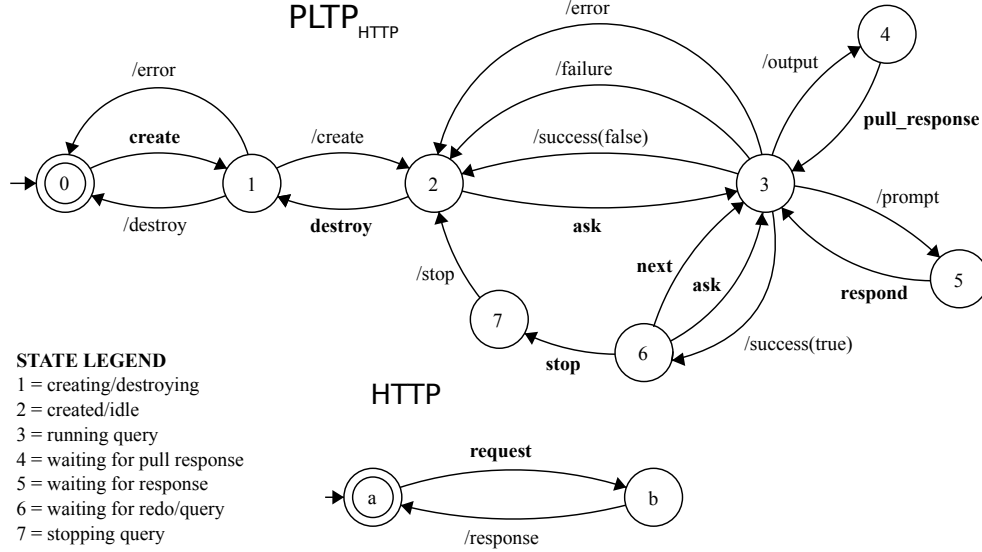 PLTP HTTP
/error
4
/error
/output
/failure
create
/create
/success(false)
pull_response
0
1
2
3
/prompt
/destroy
destroy
ask
next
ask
respond
5
/stop
7
6
/success(true)
stop
STATE LEGEND
1 = creating/destroying
2 = created/idle
3 = running query
4 = waiting for pull response
5 = waiting for response
6 = waiting for redo/query
7 = stopping query
HTTP
request
a
b
/response